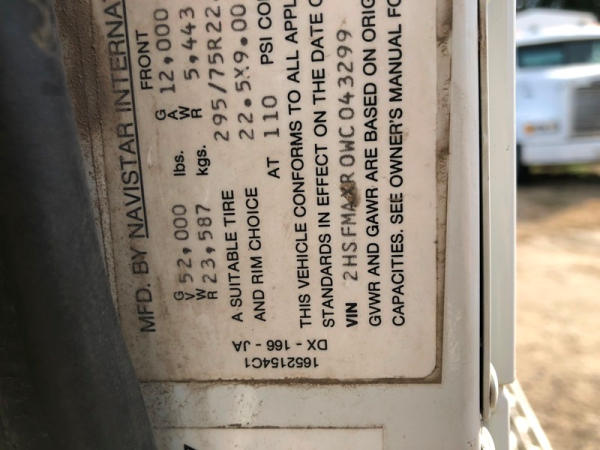 MFD. BY NAVISTAR INTERNAT
FRONT
GVWR 52,000 lbs. GAWR 12,000
23,587 kgs. 5,443
A SUITABLE TIRE 295/75R22.
AND RIM CHOICE 22.5X9.00
AT 110 PSI CO
THIS VEHICLE CONFORMS TO ALL APPL
STANDARDS IN EFFECT ON THE DATE O
VIN 2HSFMAXR0WC043299
GVWR AND GAWR ARE BASED ON ORIG
CAPACITIES. SEE OWNER'S MANUAL FO
1652154C1
DX - 166 - JA